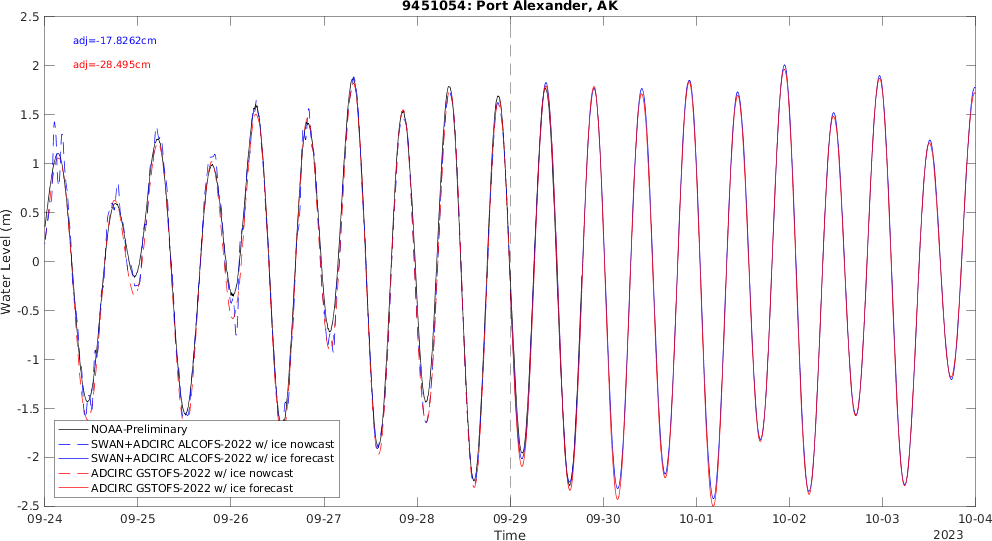 9451054: Port Alexander, AK
adj=-17.8262cm
adj=-28.495cm
Water Level (m)
2.5
2
1.5
1
0.5
0
-0.5
-1
-1.5
-2
-2.5
NOAA-Preliminary
SWAN+ADCIRC ALCOFS-2022 w/ ice nowcast
SWAN+ADCIRC ALCOFS-2022 w/ ice forecast
ADCIRC GSTOFS-2022 w/ ice nowcast
ADCIRC GSTOFS-2022 w/ ice forecast
09-24 09-25 09-26 09-27 09-28 09-29 09-30 10-01 10-02 10-03 10-04
Time
2023